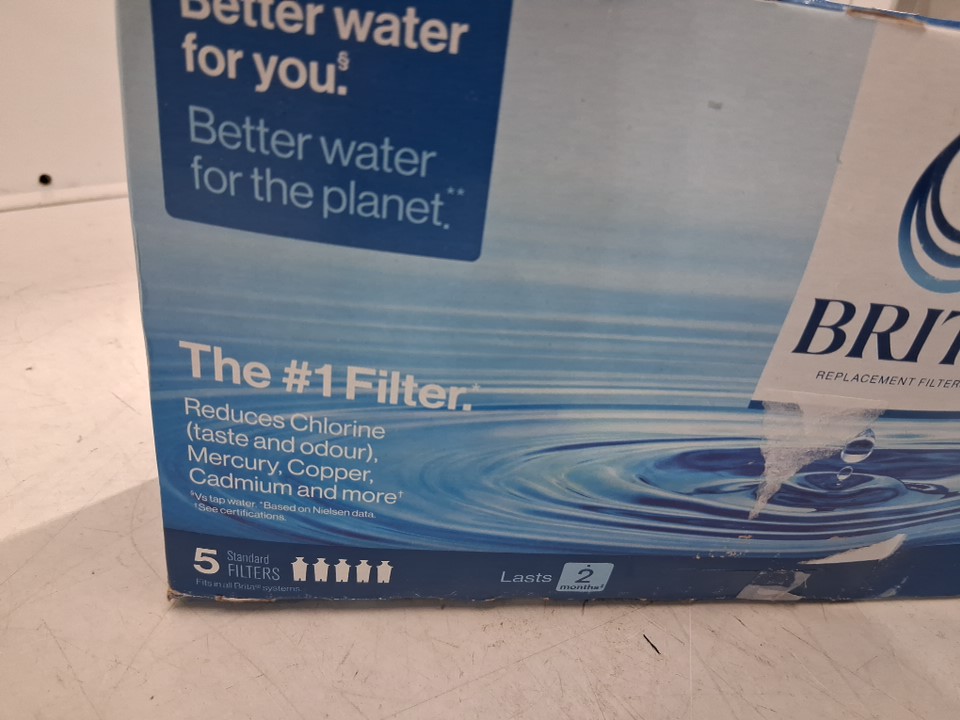 Better water
for you.§
Better water
for the planet.**
BRIT
REPLACEMENT FILTER
The #1 Filter.*
Reduces Chlorine
(taste and odour),
Mercury, Copper,
Cadmium and more†
§Vs tap water. *Based on Nielsen data.
†See certifications.
5 Standard
FILTERS
Fits in all Brita® systems.
Lasts 2
months‡